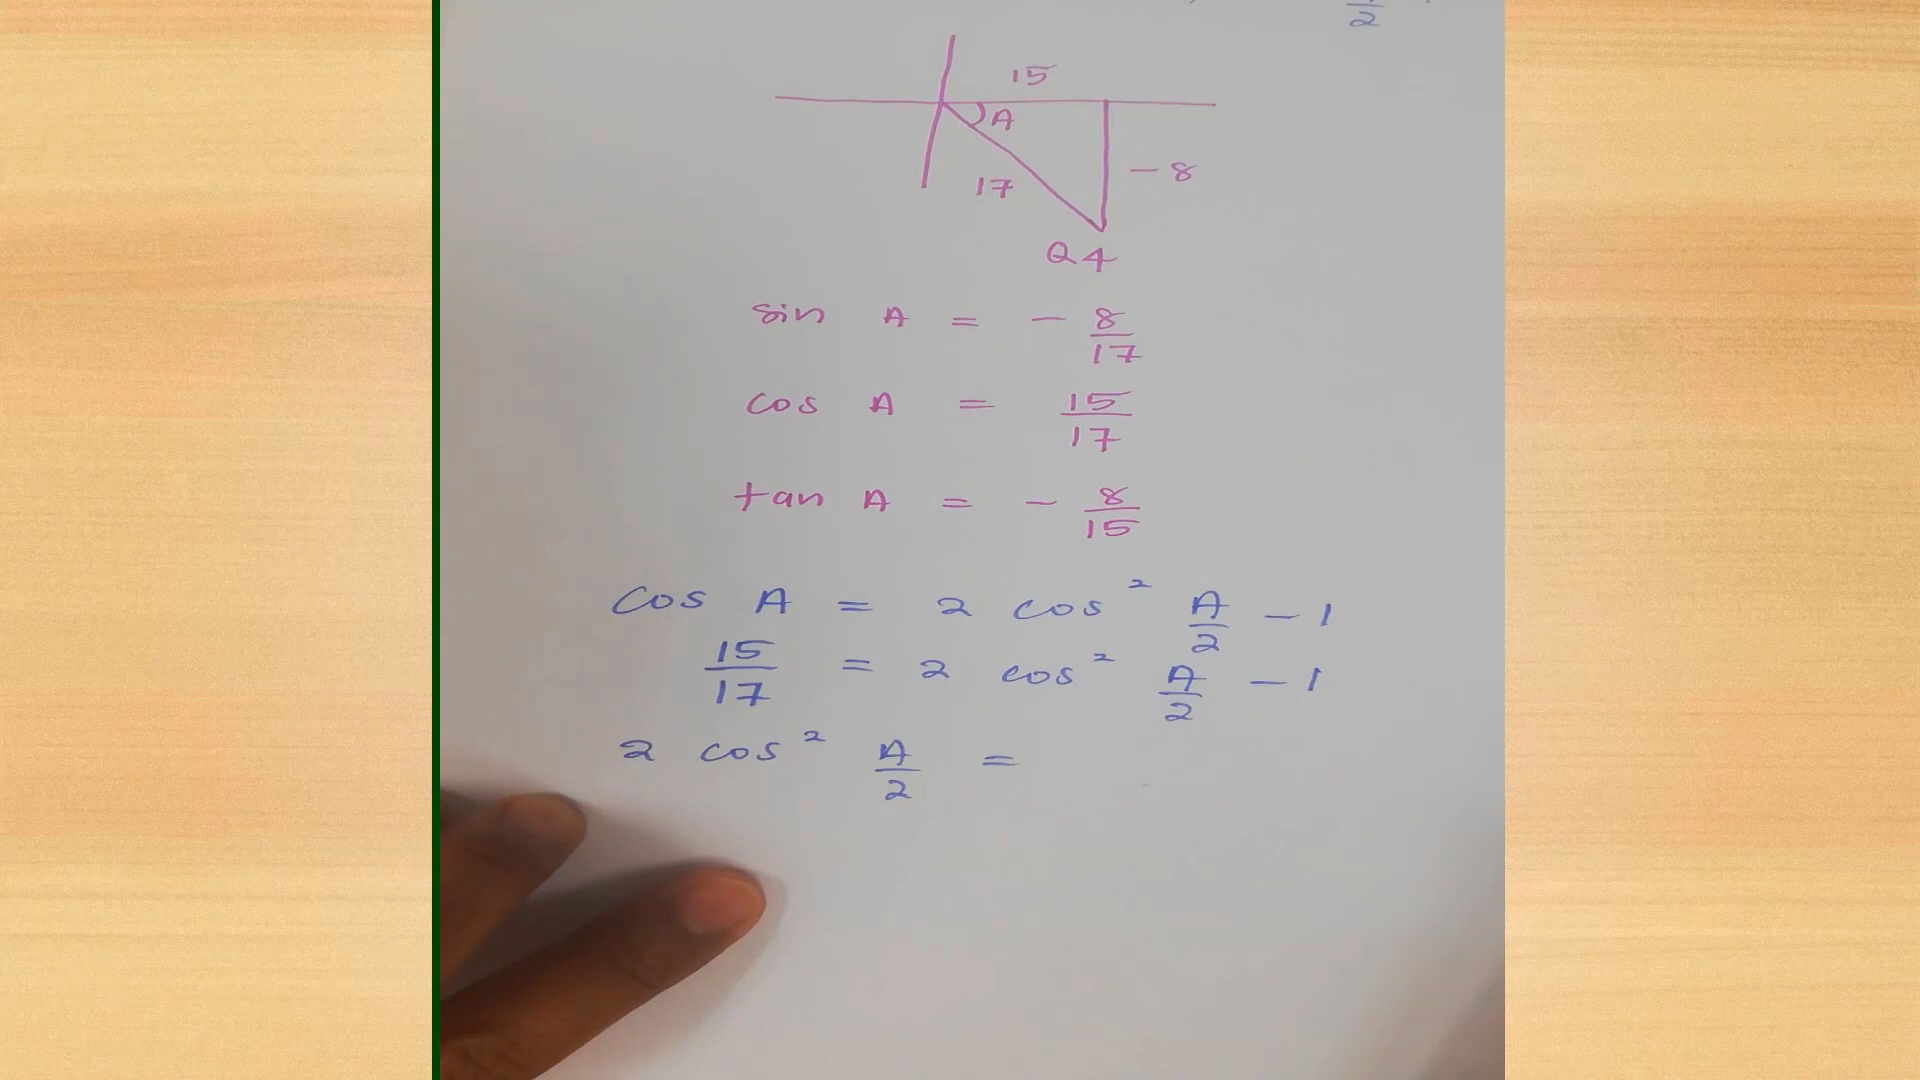 2
15
A
- 8
17
Q4
sin A = - 8/17
cos A = 15/17
tan A = - 8/15
cos A = 2 cos² A/2 - 1
15/17 = 2 cos² A/2 - 1
2 cos² A/2 =